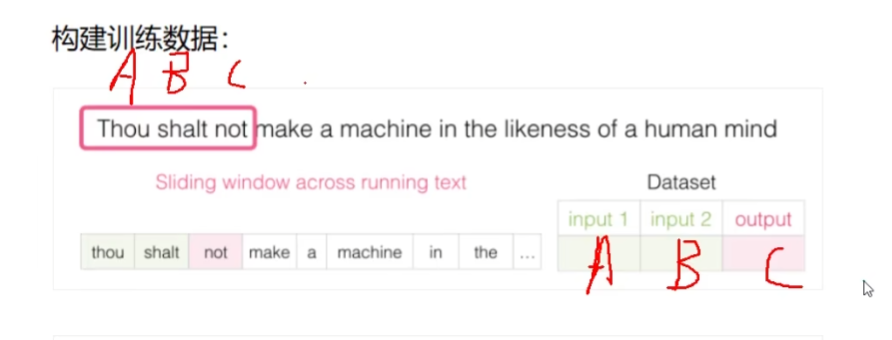 构建训练数据：
A B C
Thou shalt not make a machine in the likeness of a human mind
Sliding window across running text
Dataset
input 1 input 2 output
thou shalt not make a machine in the ...
A B C